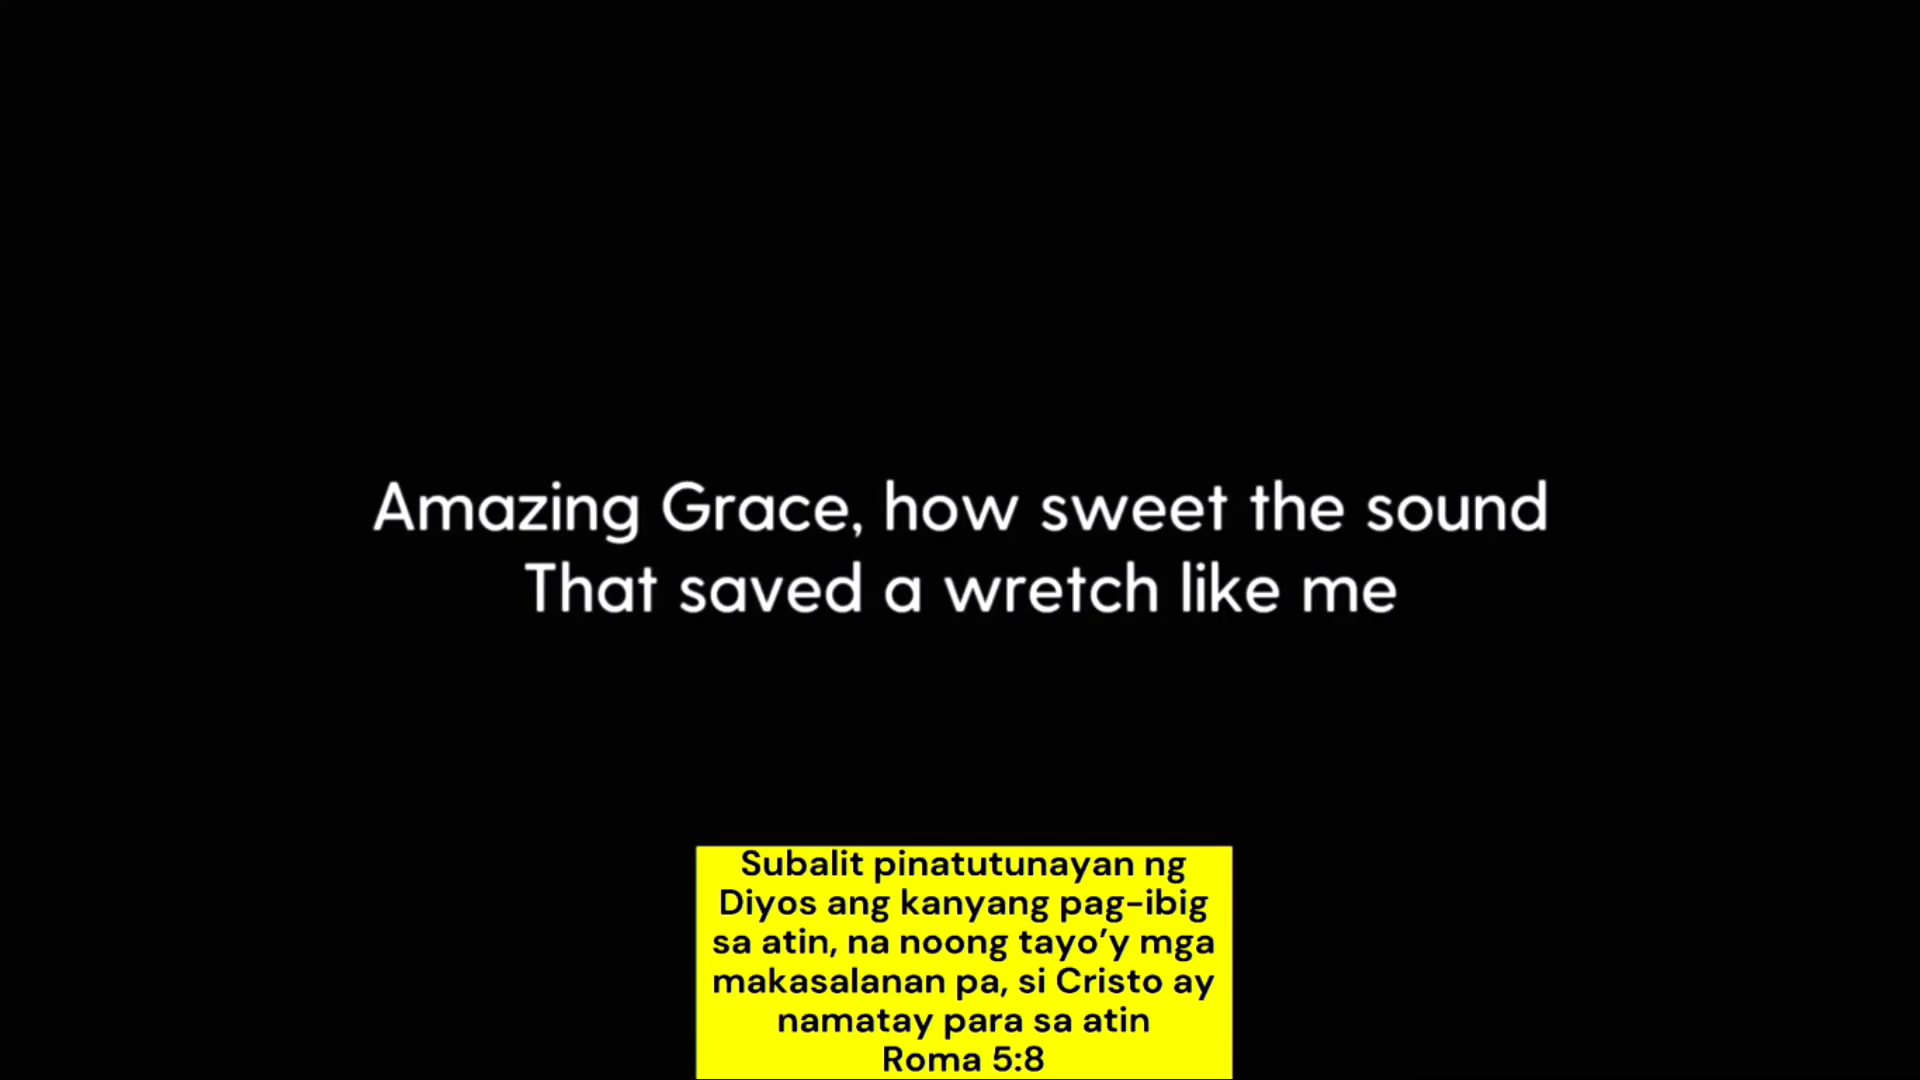 Amazing Grace, how sweet the sound
That saved a wretch like me
Subalit pinatutunayan ng
Diyos ang kanyang pag-ibig
sa atin, na noong tayo’y mga
makasalanan pa, si Cristo ay
namatay para sa atin
Roma 5:8